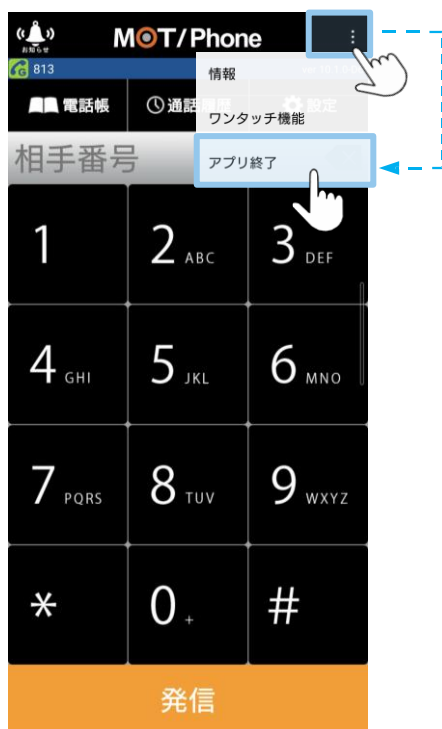 お知らせ
MOT/Phone
813
情報
電話帳
通話
設定
ワンタッチ機能
相手番号
アプリ終了
1
2 ABC
3 DEF
4 GHI
5 JKL
6 MNO
7 PQRS
8 TUV
9 WXYZ
*
0 +
#
発信